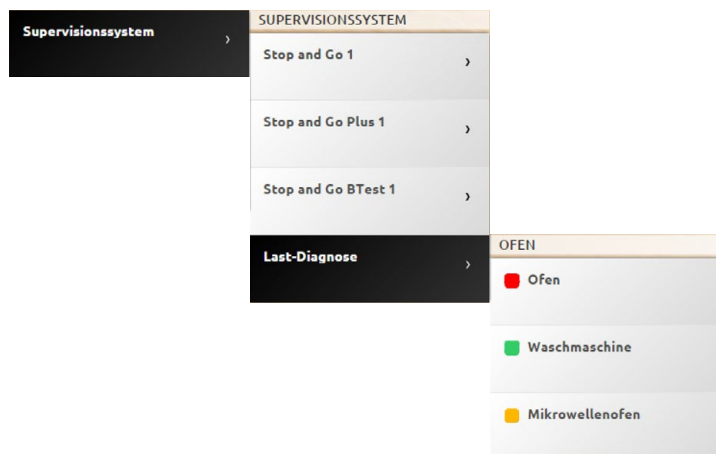 Supervisionssystem
SUPERVISIONSSYSTEM
Stop and Go 1
Stop and Go Plus 1
Stop and Go BTest 1
Last-Diagnose
OFEN
Ofen
Waschmaschine
Mikrowellenofen